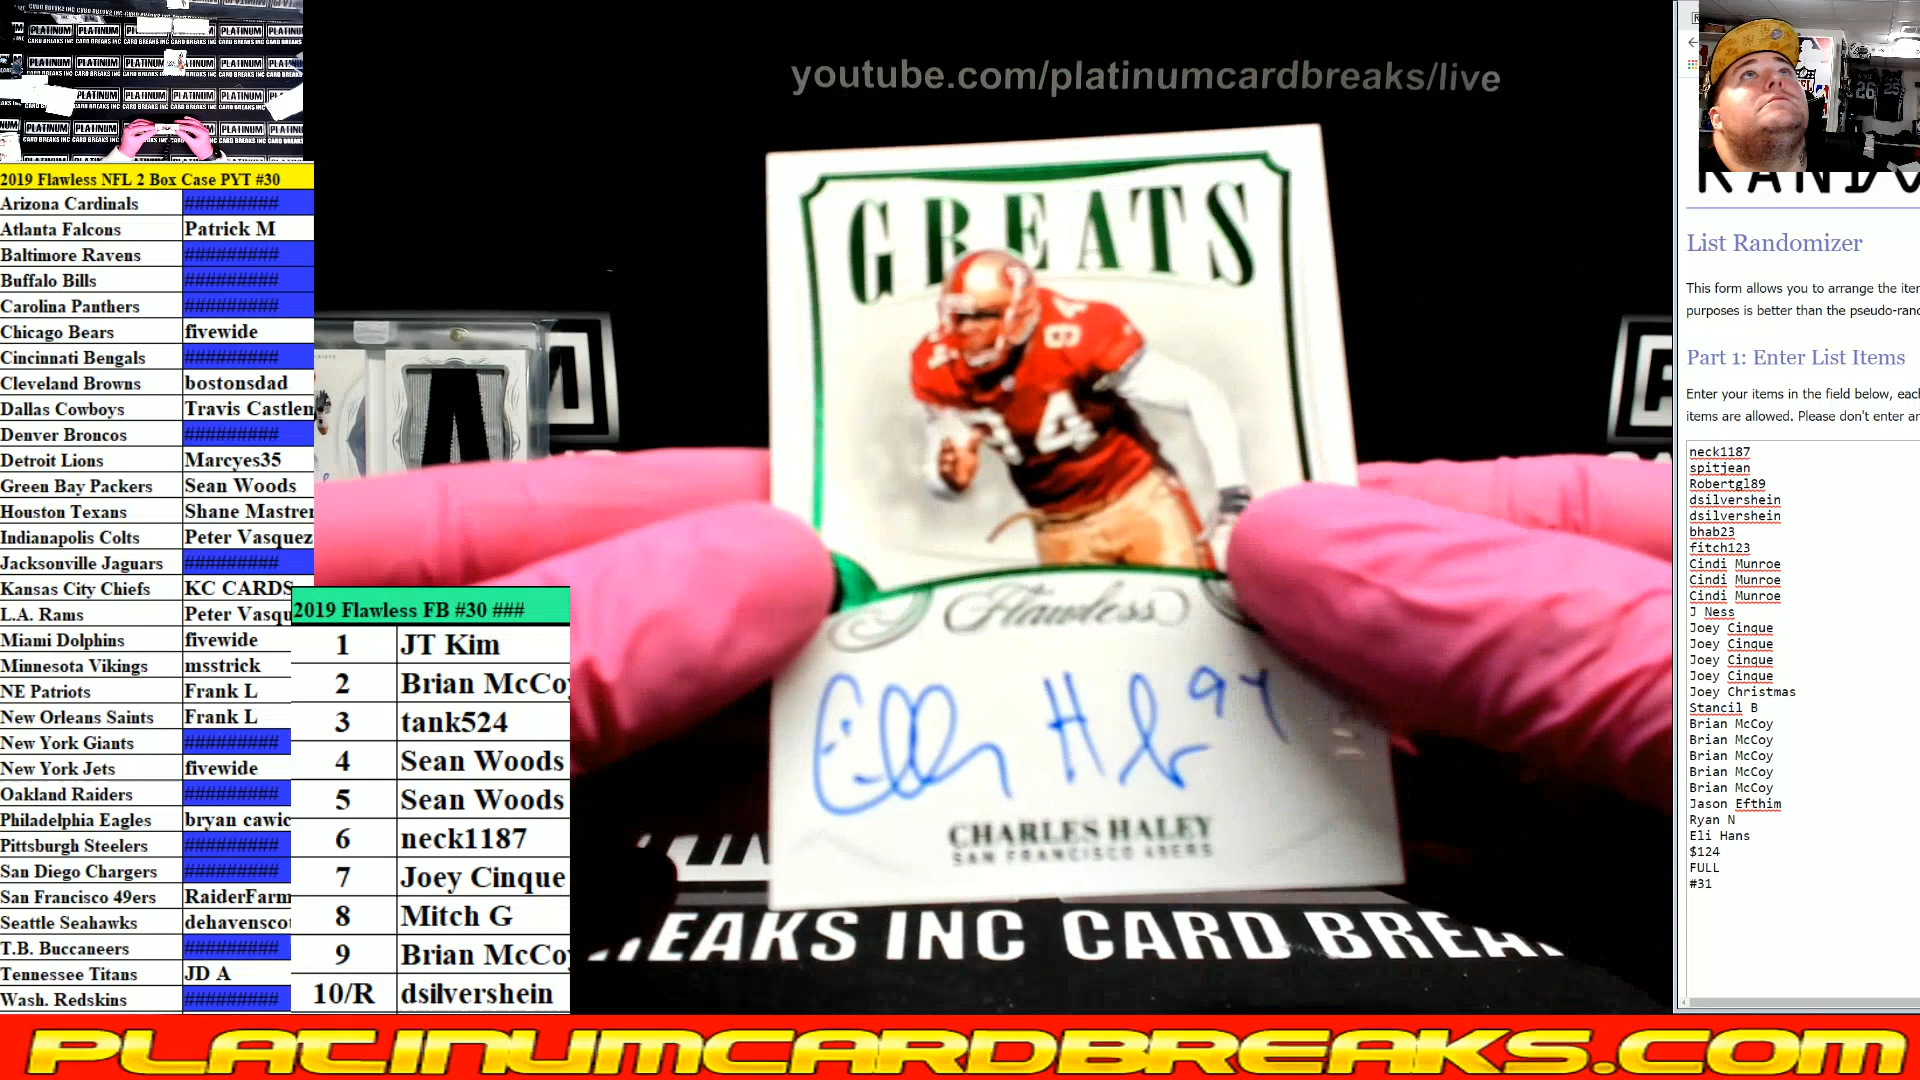 youtube.com/platinumcardbreaks/live
2019 Flawless NFL 2 Box Case PYT #30
Arizona Cardinals #########
Atlanta Falcons Patrick M
Baltimore Ravens #########
Buffalo Bills #########
Carolina Panthers #########
Chicago Bears fivewide
Cincinnati Bengals #########
Cleveland Browns bostonsdad
Dallas Cowboys Travis Castlen
Denver Broncos #########
Detroit Lions Marcyes35
Green Bay Packers Sean Woods
Houston Texans Shane Mastrer
Indianapolis Colts Peter Vasquez
Jacksonville Jaguars #########
Kansas City Chiefs KC CARDS
L.A. Rams Peter Vasqu
Miami Dolphins fivewide
Minnesota Vikings msstrick
NE Patriots Frank L
New Orleans Saints Frank L
New York Giants #########
New York Jets fivewide
Oakland Raiders #########
Philadelphia Eagles bryan cawic
Pittsburgh Steelers #########
San Diego Chargers #########
San Francisco 49ers RaiderFarm
Seattle Seahawks dehavensco
T.B. Buccaneers #########
Tennessee Titans JD A
Wash. Redskins #########
2019 Flawless FB #30 ###
1 JT Kim
2 Brian McCoy
3 tank524
4 Sean Woods
5 Sean Woods
6 neck1187
7 Joey Cinque
8 Mitch G
9 Brian McCoy
10/R dsilvershein
GREATS
94
Flawless
94
CHARLES HALEY
SAN FRANCISCO 49ERS
REAKS INC CARD BREA
List Randomizer
This form allows you to arrange the iter
purposes is better than the pseudo-rand
Part 1: Enter List Items
Enter your items in the field below, each
items are allowed. Please don't enter an
neck1187
spitjean
Robertgl89
dsilvershein
dsilvershein
bhab23
fitch123
Cindi Munroe
Cindi Munroe
Cindi Munroe
J Ness
Joey Cinque
Joey Cinque
Joey Cinque
Joey Cinque
Joey Christmas
Stancil B
Brian McCoy
Brian McCoy
Brian McCoy
Brian McCoy
Brian McCoy
Jason Efthim
Ryan N
Eli Hans
$124
FULL
#31
PLATINUMCARDBREAKS.COM